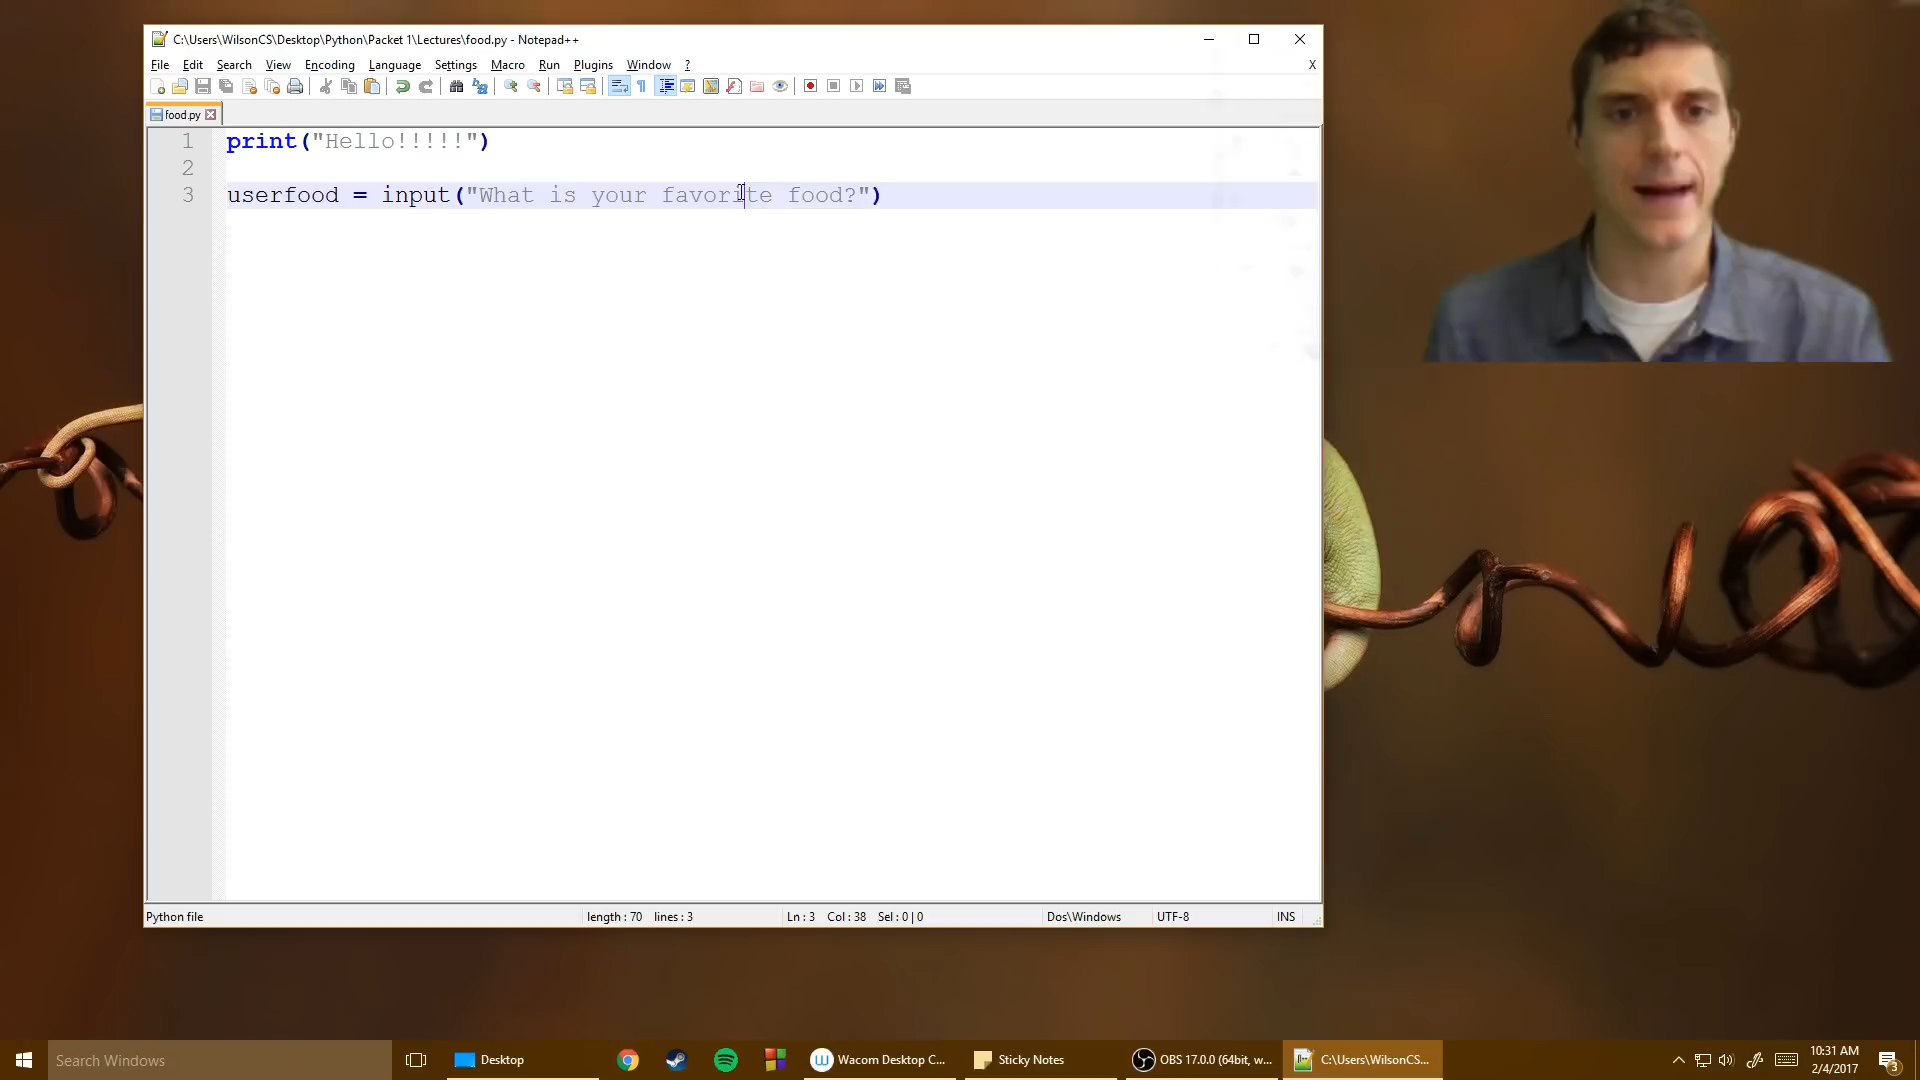 C:\Users\WilsonCS\Desktop\Python\Packet 1\Lectures\food.py - Notepad++
File Edit Search View Encoding Language Settings Macro Run Plugins Window ? X
food.py
1 print("Hello!!!!!")
2
3 userfood = input("What is your favorite food?")
Python file length : 70 lines : 3 Ln : 3 Col : 38 Sel : 0 | 0 Dos\Windows UTF-8 INS
Search Windows Desktop Wacom Desktop C... Sticky Notes OBS 17.0.0 (64bit, w... C:\Users\WilsonCS... 10:31 AM
2/4/2017 3